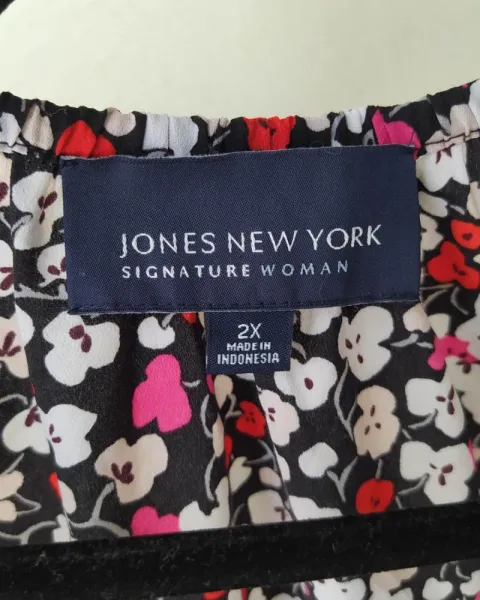 JONES NEW YORK
SIGNATURE WOMAN
2X
MADE IN
INDONESIA